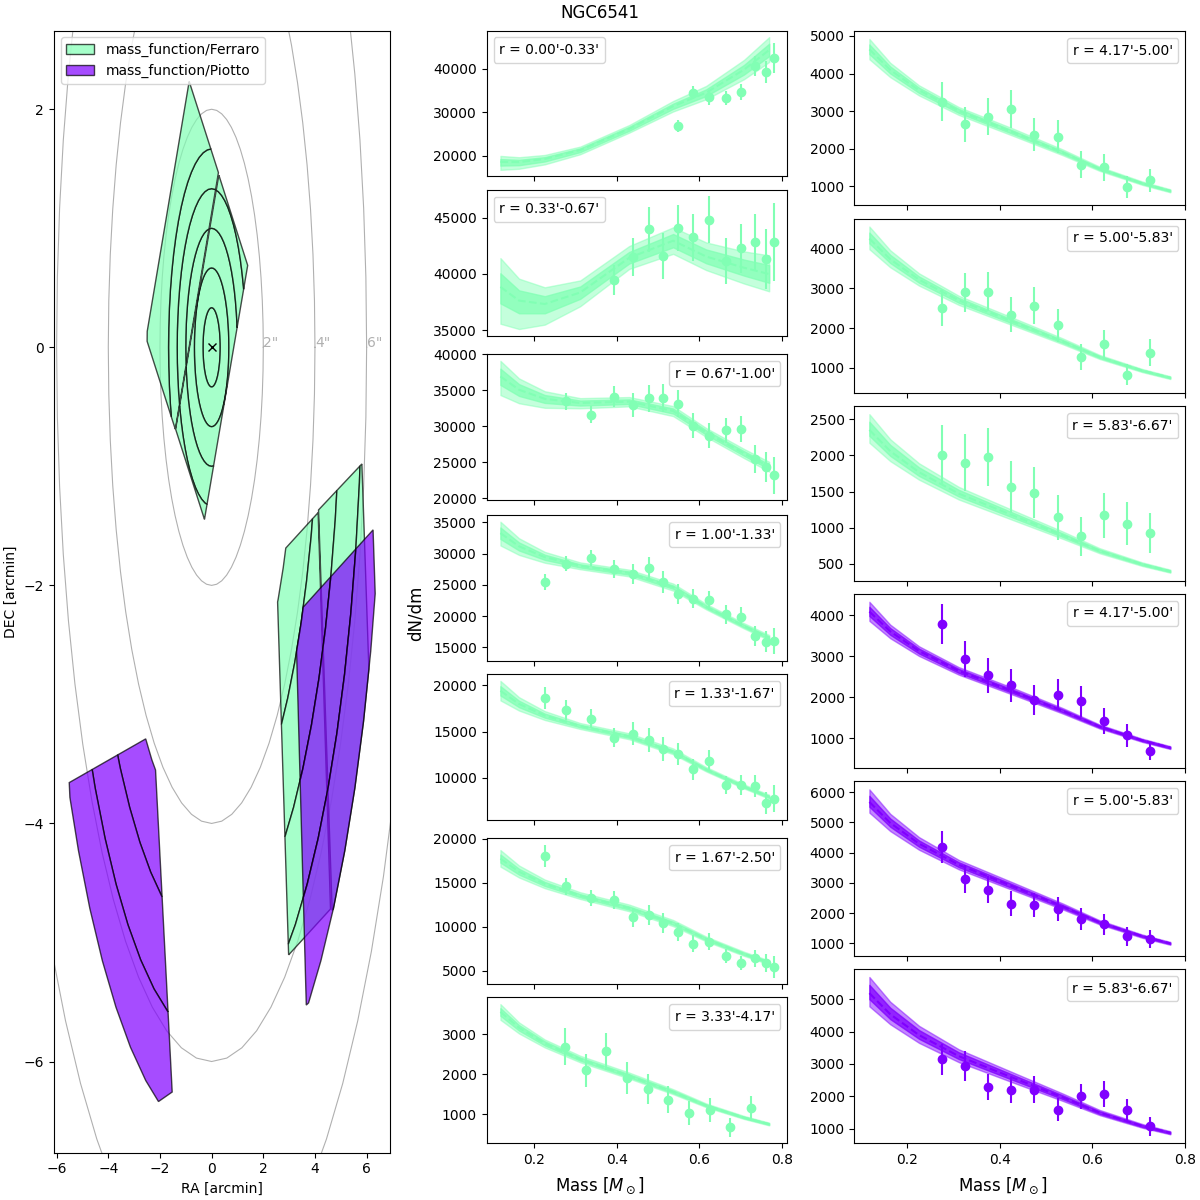 NGC6541
mass_function/Ferraro
mass_function/Piotto
2"
4"
6"
2
0
−2
−4
−6
DEC [arcmin]
−6 −4 −2 0 2 4 6
RA [arcmin]
dN/dm
r = 0.00'-0.33'
40000
30000
20000
r = 0.33'-0.67'
45000
40000
35000
r = 0.67'-1.00'
40000
35000
30000
25000
20000
r = 1.00'-1.33'
35000
30000
25000
20000
15000
r = 1.33'-1.67'
20000
15000
10000
r = 1.67'-2.50'
20000
15000
10000
5000
r = 3.33'-4.17'
3000
2000
1000
0.2 0.4 0.6 0.8
Mass [M_⊙]
r = 4.17'-5.00'
5000
4000
3000
2000
1000
r = 5.00'-5.83'
4000
3000
2000
1000
r = 5.83'-6.67'
2500
2000
1500
1000
500
r = 4.17'-5.00'
4000
3000
2000
1000
r = 5.00'-5.83'
6000
5000
4000
3000
2000
1000
r = 5.83'-6.67'
5000
4000
3000
2000
1000
0.2 0.4 0.6 0.8
Mass [M_⊙]